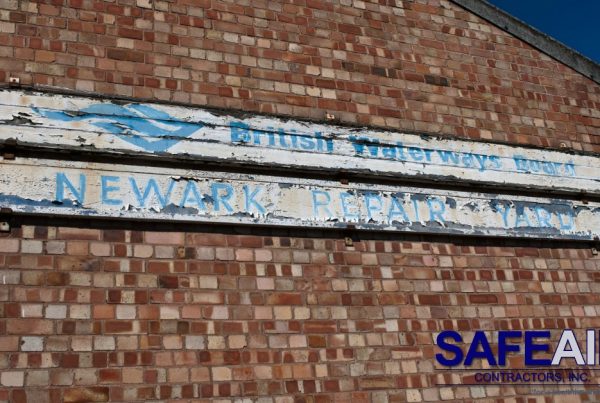 British Waterways Board
NEWARK REPAIR YARD
SAFEAI
CONTRACTORS, INC.